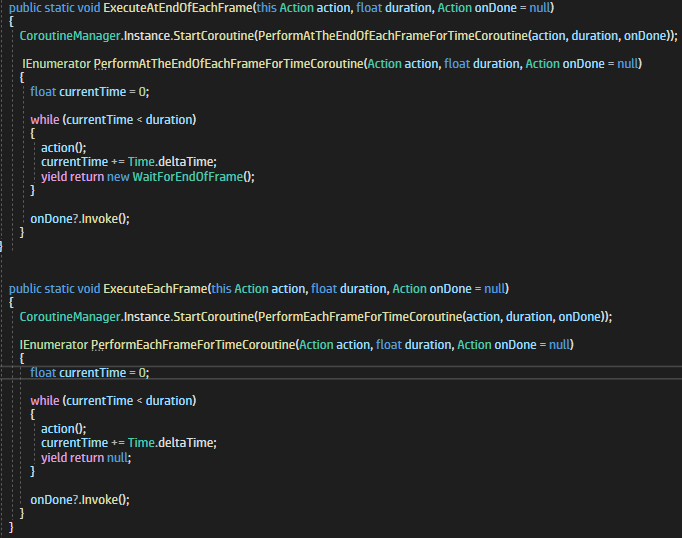 public static void ExecuteAtEndOfEachFrame(this Action action, float duration, Action onDone = null)
{
CoroutineManager.Instance.StartCoroutine(PerformAtTheEndOfEachFrameForTimeCoroutine(action, duration, onDone));
IEnumerator PerformAtTheEndOfEachFrameForTimeCoroutine(Action action, float duration, Action onDone = null)
{
float currentTime = 0;
while (currentTime < duration)
{
action();
currentTime += Time.deltaTime;
yield return new WaitForEndOfFrame();
}
onDone?.Invoke();
}
}
public static void ExecuteEachFrame(this Action action, float duration, Action onDone = null)
{
CoroutineManager.Instance.StartCoroutine(PerformEachFrameForTimeCoroutine(action, duration, onDone));
IEnumerator PerformEachFrameForTimeCoroutine(Action action, float duration, Action onDone = null)
{
float currentTime = 0;
while (currentTime < duration)
{
action();
currentTime += Time.deltaTime;
yield return null;
}
onDone?.Invoke();
}
}